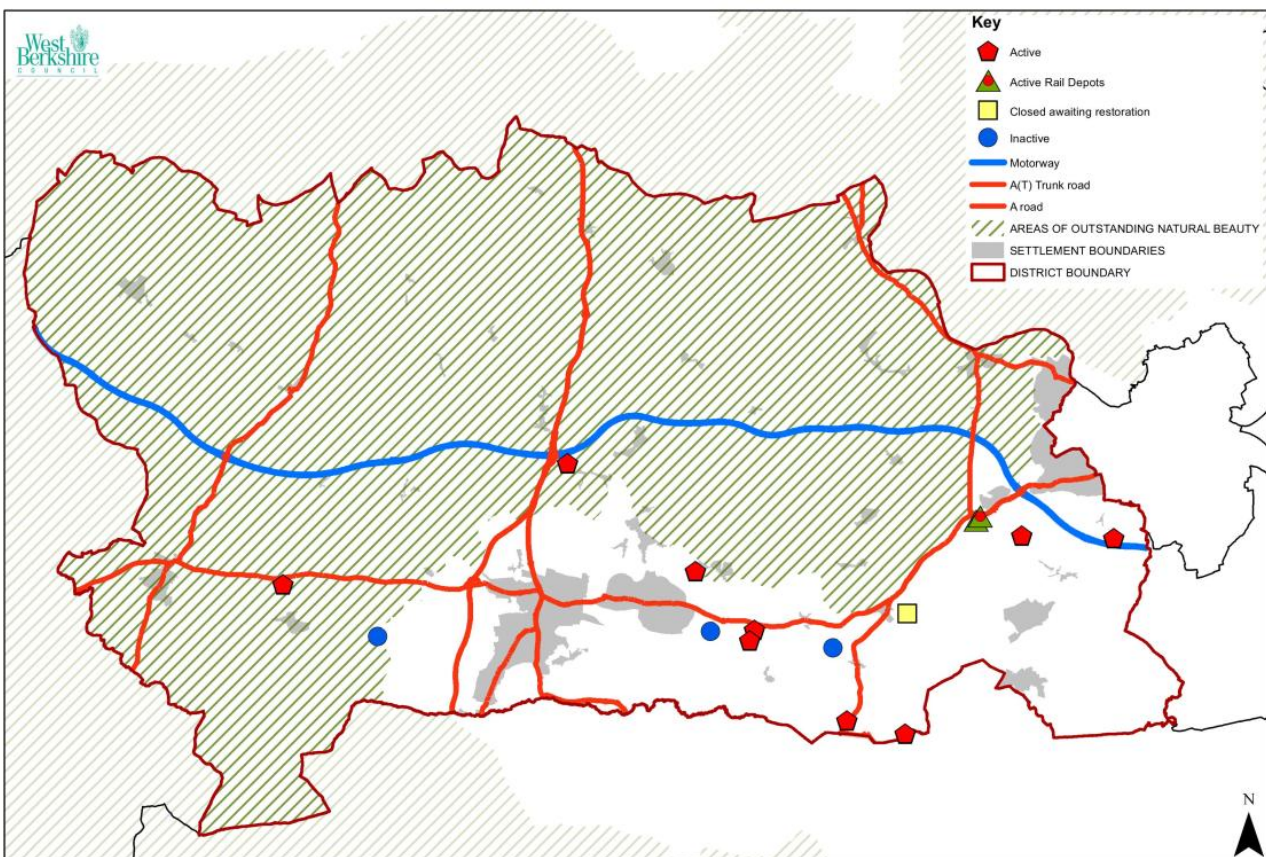 West
Berkshire
COUNCIL
Key
Active
Active Rail Depots
Closed awaiting restoration
Inactive
Motorway
A(T) Trunk road
A road
AREAS OF OUTSTANDING NATURAL BEAUTY
SETTLEMENT BOUNDARIES
DISTRICT BOUNDARY
N